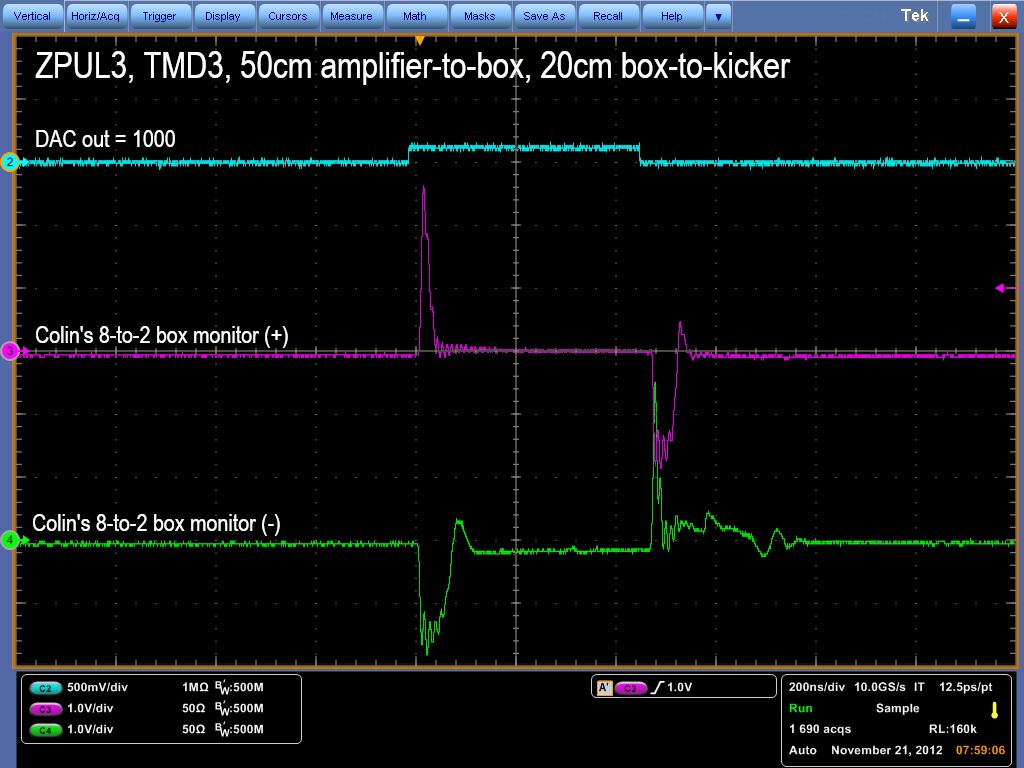 Vertical Horiz/Acq Trigger Display Cursors Measure Math Masks Save As Recall Help Tek X
ZPUL3, TMD3, 50cm amplifier-to-box, 20cm box-to-kicker
DAC out = 1000
2
Colin's 8-to-2 box monitor (+)
3
Colin's 8-to-2 box monitor (-)
4
C2 500mV/div 1MΩ BW:500M
C3 1.0V/div 50Ω BW:500M
C4 1.0V/div 50Ω BW:500M
A' C3 1.0V
200ns/div 10.0GS/s IT 12.5ps/pt
Run Sample
1 690 acqs RL:160k
Auto November 21, 2012 07:59:06